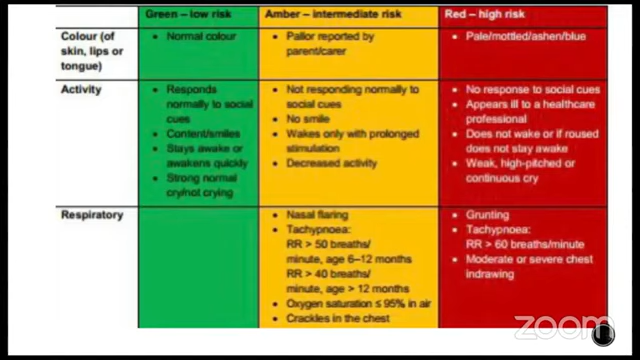 Green – low risk
Amber – intermediate risk
Red – high risk
Colour (of
skin, lips or
tongue)
• Normal colour
• Pallor reported by
parent/carer
• Pale/mottled/ashen/blue
Activity
• Responds
normally to social
cues
• Content/smiles
• Stays awake or
awakens quickly
• Strong normal
cry/not crying
• Not responding normally to
social cues
• No smile
• Wakes only with prolonged
stimulation
• Decreased activity
• No response to social cues
• Appears ill to a healthcare
professional
• Does not wake or if roused
does not stay awake
• Weak, high-pitched or
continuous cry
Respiratory
• Nasal flaring
• Tachypnoea:
RR > 50 breaths/
minute, age 6–12 months
RR > 40 breaths/
minute, age > 12 months
• Oxygen saturation ≤ 95% in air
• Crackles in the chest
• Grunting
• Tachypnoea:
RR > 60 breaths/minute
• Moderate or severe chest
indrawing
zoom